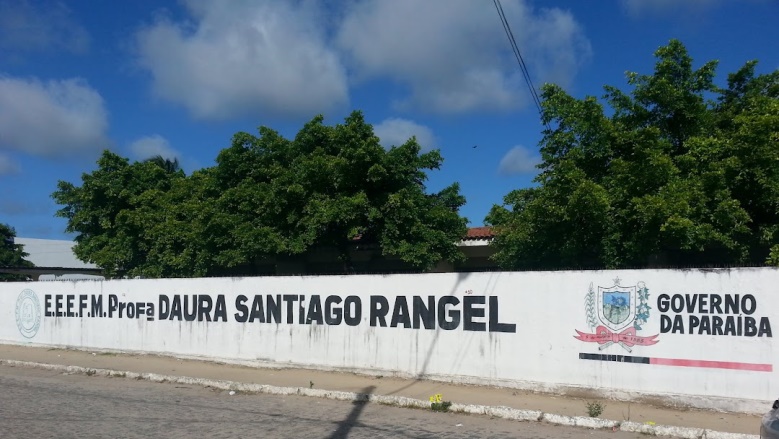 E.E.E.F.M. Profª DAURA SANTIAGO RANGEL
GOVERNO
DA PARAIBA